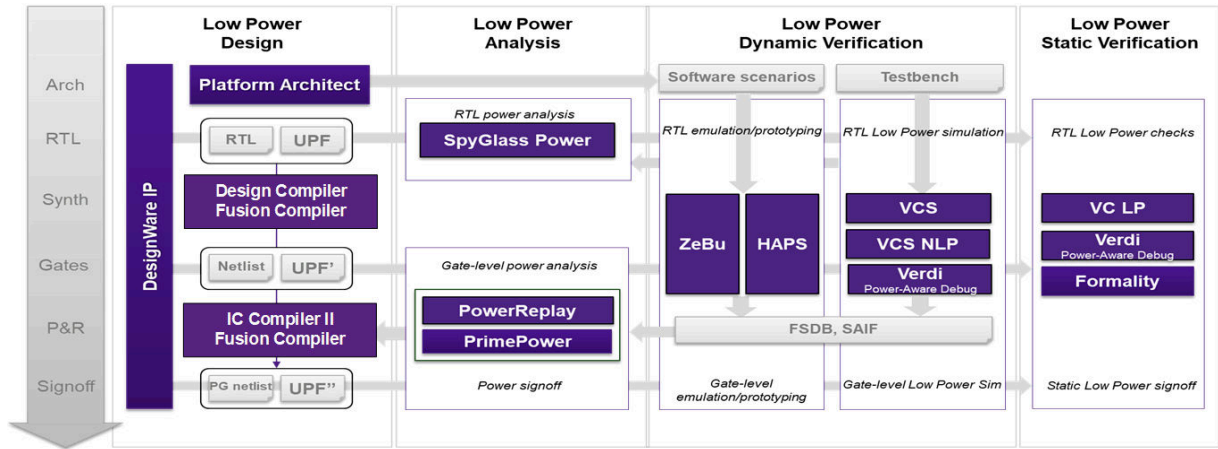 Low Power
Design
Low Power
Analysis
Low Power
Dynamic Verification
Low Power
Static Verification
Arch
RTL
Synth
Gates
P&R
Signoff
DesignWare IP
Platform Architect
RTL
UPF
Design Compiler
Fusion Compiler
Netlist
UPF'
IC Compiler II
Fusion Compiler
PG netlist
UPF"
RTL power analysis
SpyGlass Power
Gate-level power analysis
PowerReplay
PrimePower
Power signoff
Software scenarios
Testbench
RTL emulation/prototyping
RTL Low Power simulation
ZeBu
HAPS
VCS
VCS NLP
Verdi
Power-Aware Debug
FSDB, SAIF
Gate-level
emulation/prototyping
Gate-level Low Power Sim
RTL Low Power checks
VC LP
Verdi
Power-Aware Debug
Formality
Static Low Power signoff